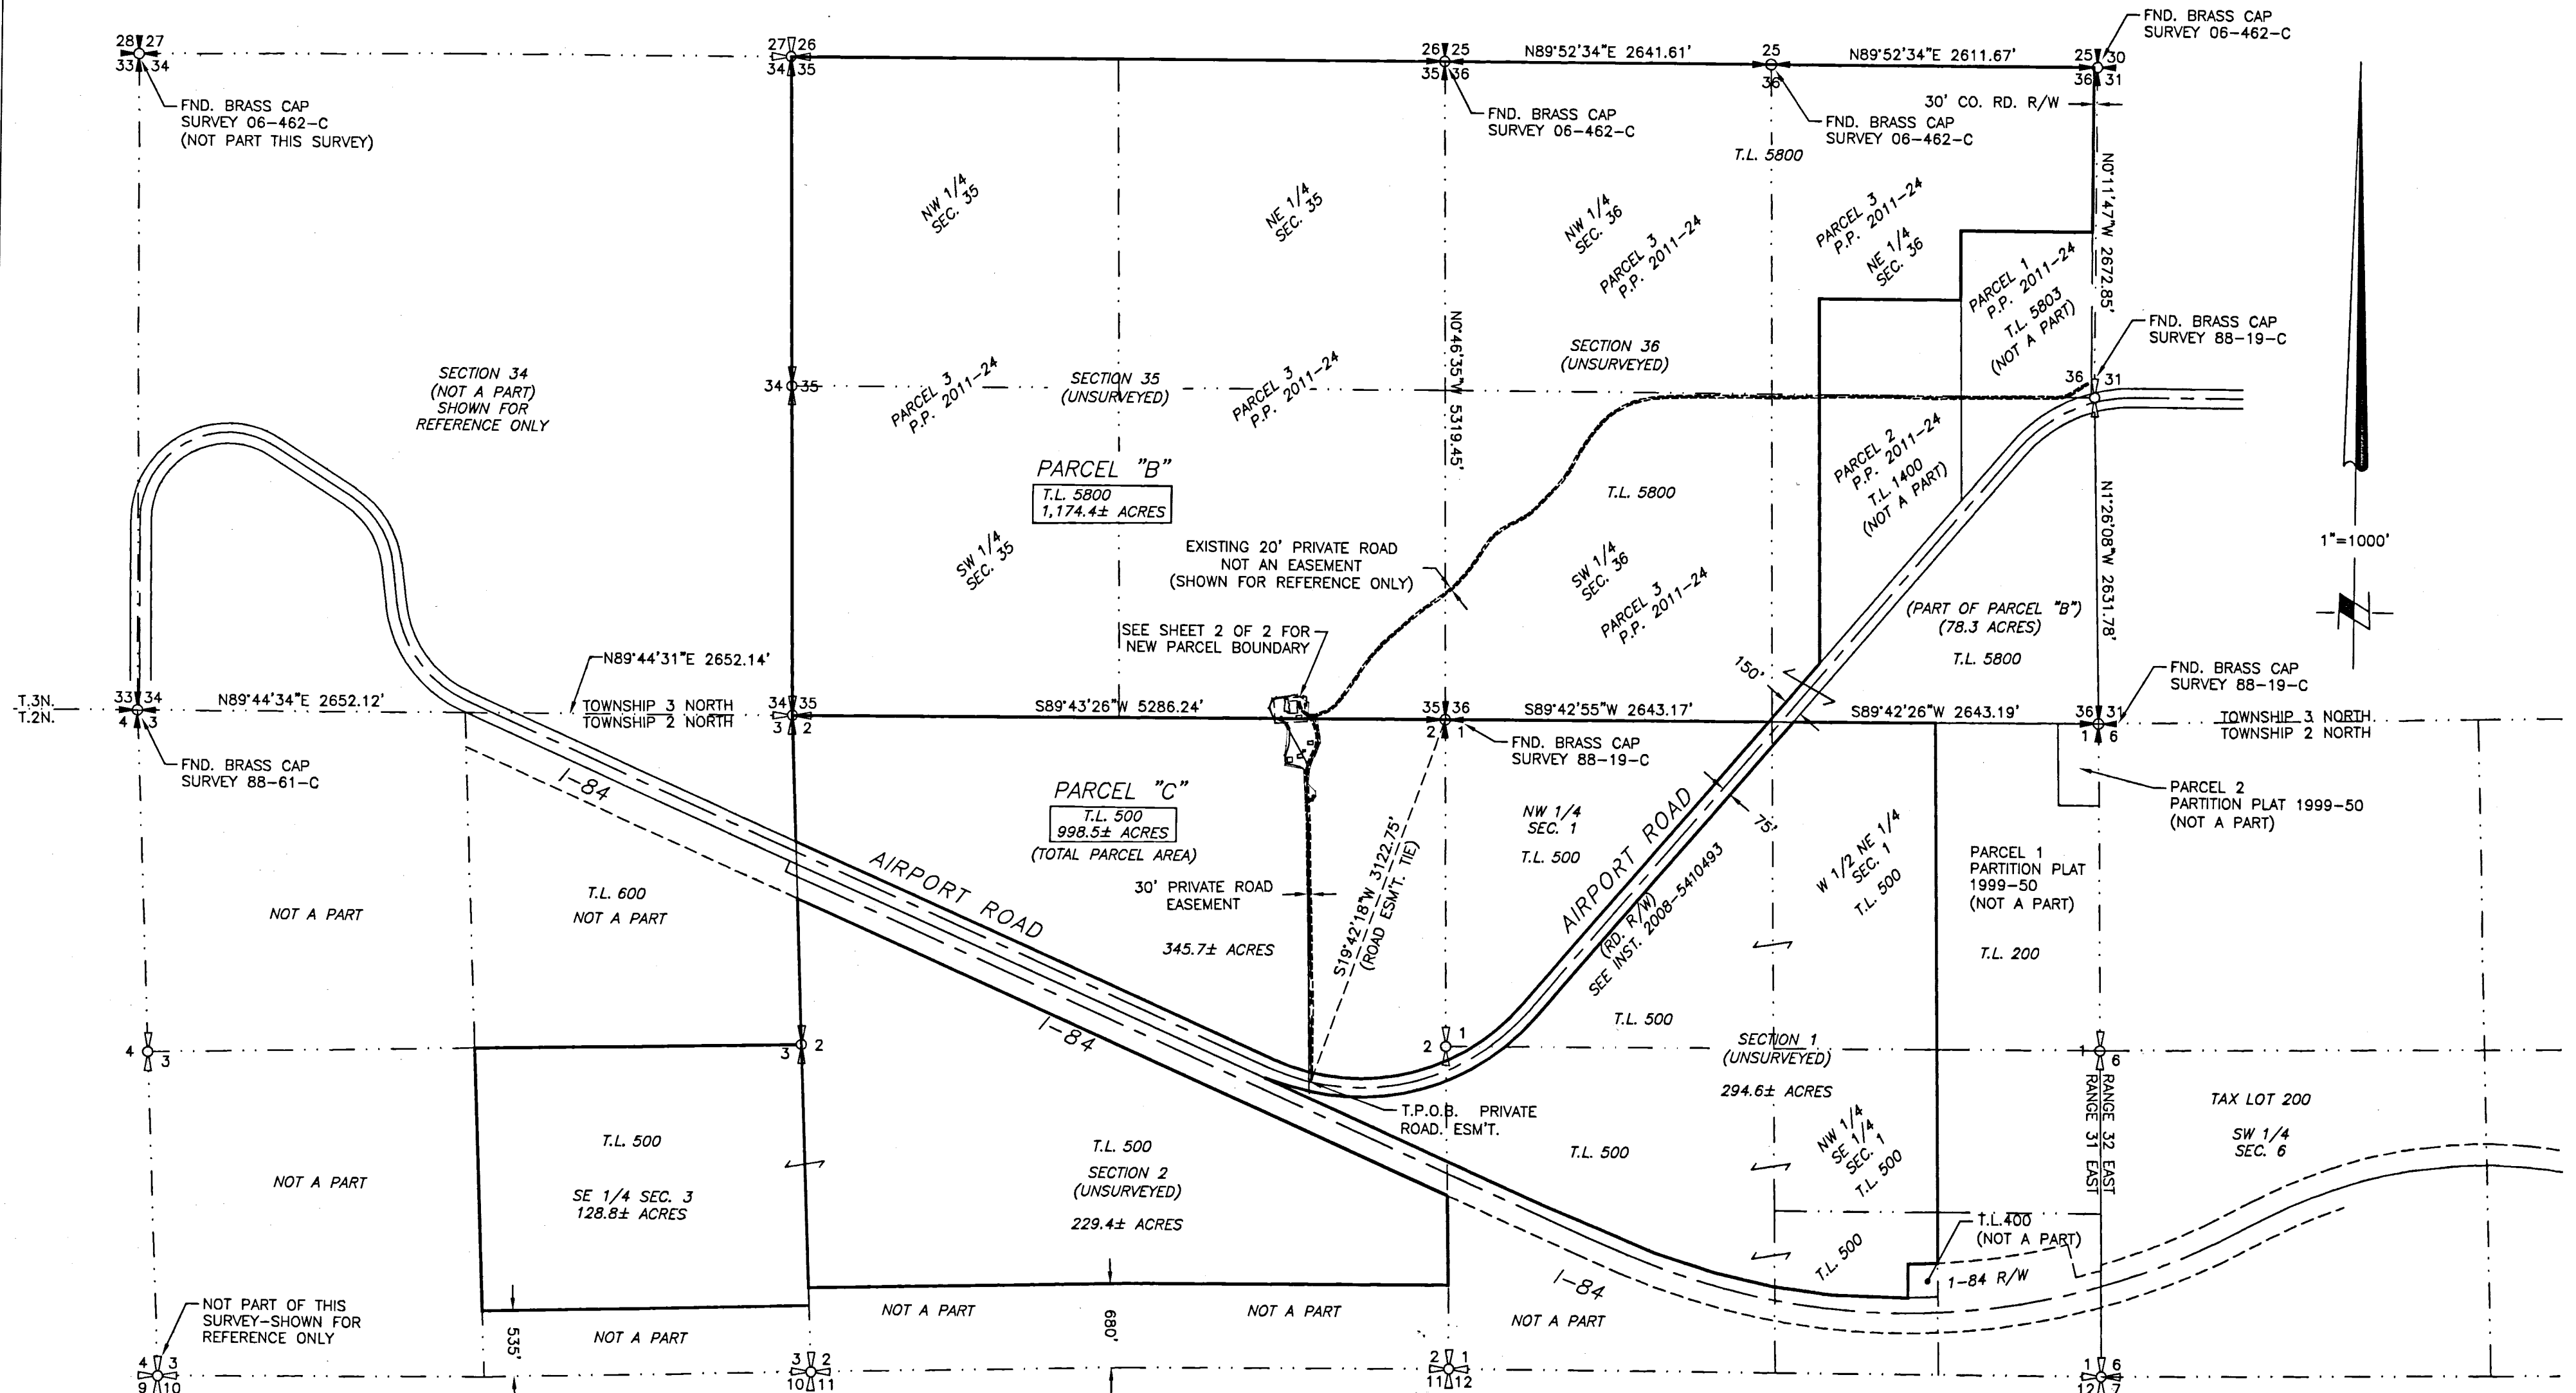 28 27
33 34
FND. BRASS CAP
SURVEY 06-462-C
(NOT PART THIS SURVEY)
27 26
34 35
26 25
35 36
FND. BRASS CAP
SURVEY 06-462-C
N89°52'34"E 2641.61'
25
36
FND. BRASS CAP
SURVEY 06-462-C
N89°52'34"E 2611.67'
25 30
36 31
FND. BRASS CAP
SURVEY 06-462-C
30' CO. RD. R/W
N0°11'47"W 2672.85'
T.L. 5800
NW 1/4
SEC. 35
NE 1/4
SEC. 35
NW 1/4
SEC. 36
PARCEL 3
P.P. 2011-24
PARCEL 3
P.P. 2011-24
NE 1/4
SEC. 36
PARCEL 1
P.P. 2011-24
T.L. 5803
(NOT A PART)
FND. BRASS CAP
SURVEY 88-19-C
36 31
SECTION 34
(NOT A PART)
SHOWN FOR
REFERENCE ONLY
34 35
PARCEL 3
P.P. 2011-24
SECTION 35
(UNSURVEYED)
PARCEL 3
P.P. 2011-24
N0°46'35"W 5319.45'
SECTION 36
(UNSURVEYED)
PARCEL 2
P.P. 2011-24
T.L. 1400
(NOT A PART)
PARCEL "B"
T.L. 5800
1,174.4± ACRES
T.L. 5800
SW 1/4
SEC. 35
EXISTING 20' PRIVATE ROAD
NOT AN EASEMENT
(SHOWN FOR REFERENCE ONLY)
SW 1/4
SEC. 36
PARCEL 3
P.P. 2011-24
N1°26'08"W 2631.78'
(PART OF PARCEL "B")
(78.3 ACRES)
T.L. 5800
1"=1000'
N
SEE SHEET 2 OF 2 FOR
NEW PARCEL BOUNDARY
150'
T.3N.
T.2N.
33 34
4 3
N89°44'34"E 2652.12'
N89°44'31"E 2652.14'
TOWNSHIP 3 NORTH
TOWNSHIP 2 NORTH
34 35
3 2
S89°43'26"W 5286.24'
35 36
2 1
S89°42'55"W 2643.17'
S89°42'26"W 2643.19'
36 31
1 6
FND. BRASS CAP
SURVEY 88-19-C
TOWNSHIP 3 NORTH
TOWNSHIP 2 NORTH
FND. BRASS CAP
SURVEY 88-61-C
I-84
PARCEL "C"
T.L. 500
998.5± ACRES
(TOTAL PARCEL AREA)
FND. BRASS CAP
SURVEY 88-19-C
NW 1/4
SEC. 1
T.L. 500
AIRPORT ROAD
75'
PARCEL 2
PARTITION PLAT 1999-50
(NOT A PART)
W 1/2 NE 1/4
SEC. 1
T.L. 500
PARCEL 1
PARTITION PLAT
1999-50
(NOT A PART)
T.L. 200
NOT A PART
T.L. 600
NOT A PART
AIRPORT ROAD
30' PRIVATE ROAD
EASEMENT
345.7± ACRES
S19°42'18"W 3122.75'
(ROAD ESM'T. TIE)
(RD. R/W)
SEE INST. 2008-5410493
T.L. 500
I-84
4 3
3 2
2 1
SECTION 1
(UNSURVEYED)
294.6± ACRES
1 6
RANGE 32 EAST
RANGE 31 EAST
TAX LOT 200
SW 1/4
SEC. 6
T.P.O.B. PRIVATE
ROAD. ESM'T.
NOT A PART
T.L. 500
SE 1/4 SEC. 3
128.8± ACRES
T.L. 500
SECTION 2
(UNSURVEYED)
229.4± ACRES
T.L. 500
NW 1/4
SE 1/4
SEC. 1
T.L. 500
T.L. 500
T.L.400
(NOT A PART)
I-84 R/W
I-84
NOT PART OF THIS
SURVEY-SHOWN FOR
REFERENCE ONLY
535'
NOT A PART
NOT A PART
680'
NOT A PART
NOT A PART
4 3
9 10
3 2
10 11
2 1
11 12
1 6
12 7